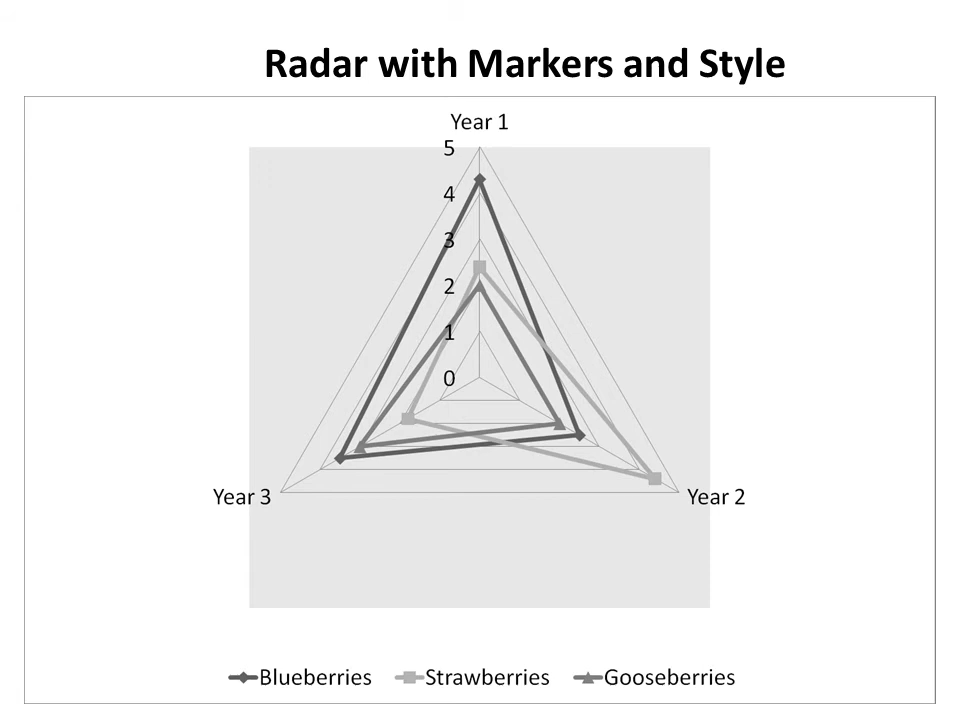 Radar with Markers and Style
Year 1
5
4
3
2
1
0
Year 3
Year 2
Blueberries
Strawberries
Gooseberries